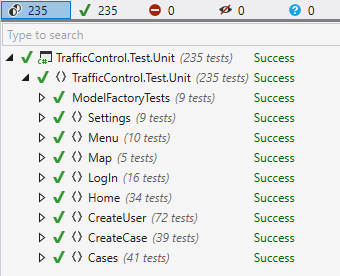 235 235 0 0 0
Type to search
TrafficControl.Test.Unit (235 tests) Success
TrafficControl.Test.Unit (235 tests) Success
ModelFactoryTests (9 tests) Success
Settings (9 tests) Success
Menu (10 tests) Success
Map (5 tests) Success
LogIn (16 tests) Success
Home (34 tests) Success
CreateUser (72 tests) Success
CreateCase (39 tests) Success
Cases (41 tests) Success